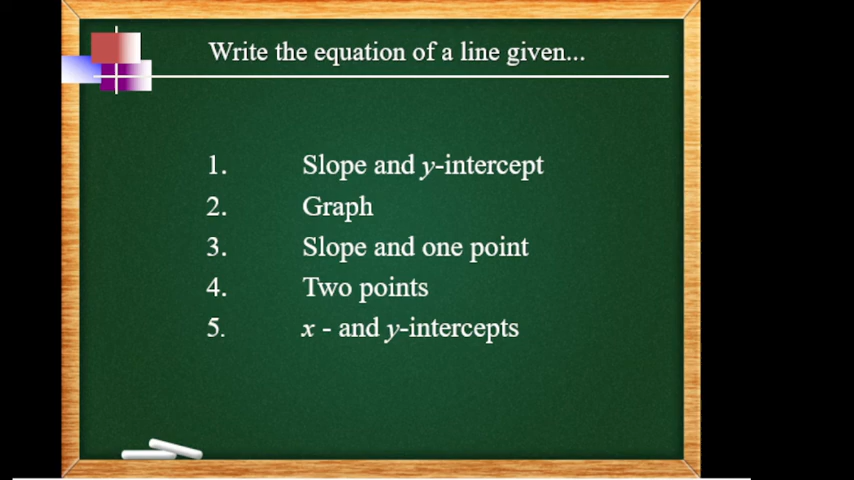 Write the equation of a line given...
1. Slope and y-intercept
2. Graph
3. Slope and one point
4. Two points
5. x - and y-intercepts